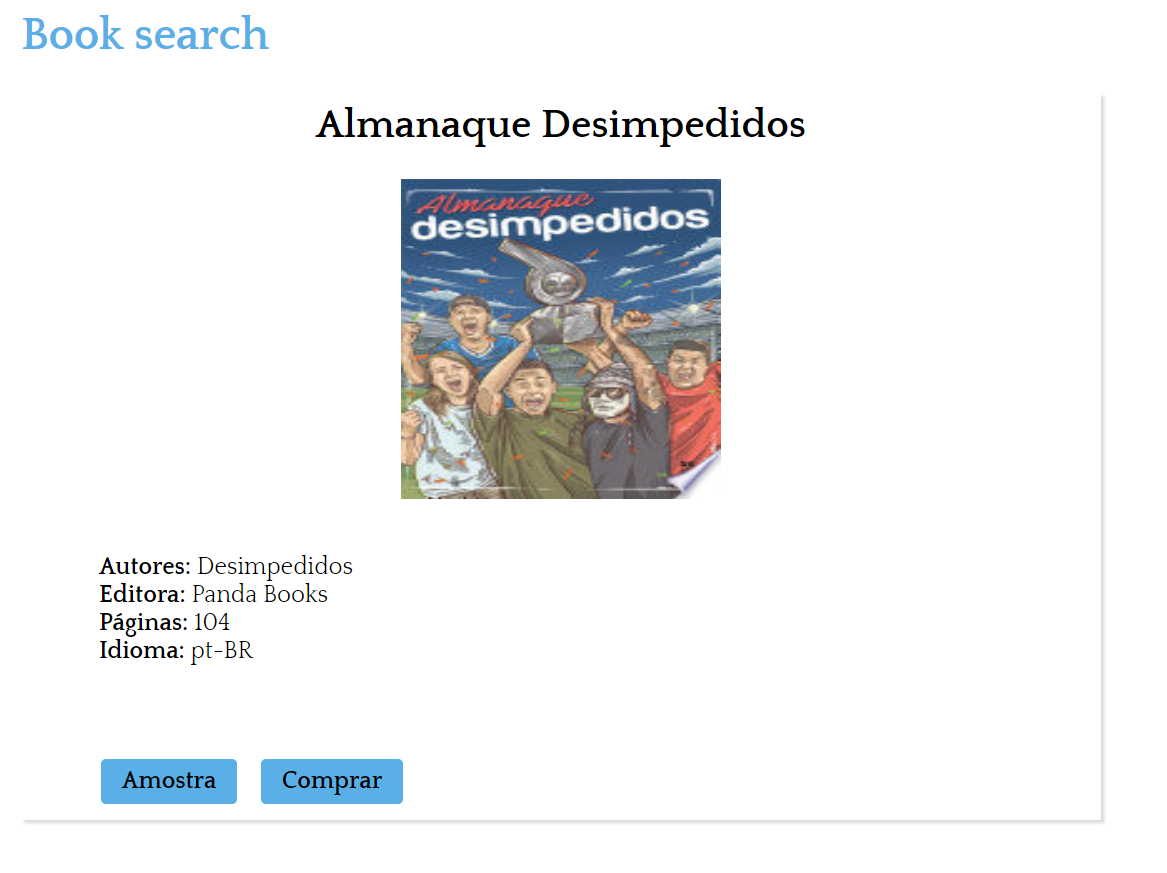 Book search
Almanaque Desimpedidos
Almanaque
desimpedidos
Autores: Desimpedidos
Editora: Panda Books
Páginas: 104
Idioma: pt-BR
Amostra Comprar